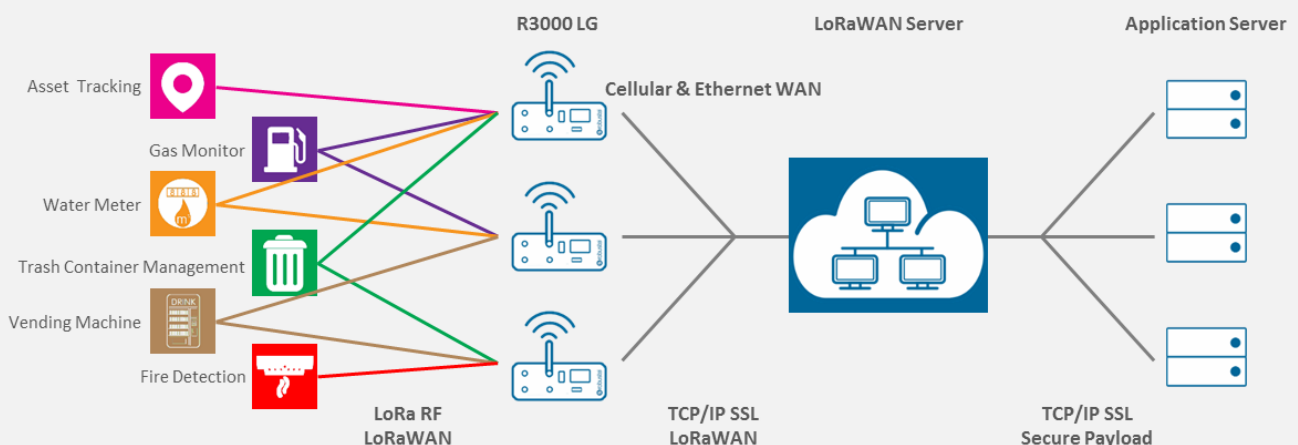 R3000 LG
LoRaWAN Server
Application Server
Asset Tracking
Cellular & Ethernet WAN
Gas Monitor
Water Meter
m
Trash Container Management
DRINK
Vending Machine
Fire Detection
LoRa RF
LoRaWAN
TCP/IP SSL
LoRaWAN
TCP/IP SSL
Secure Payload